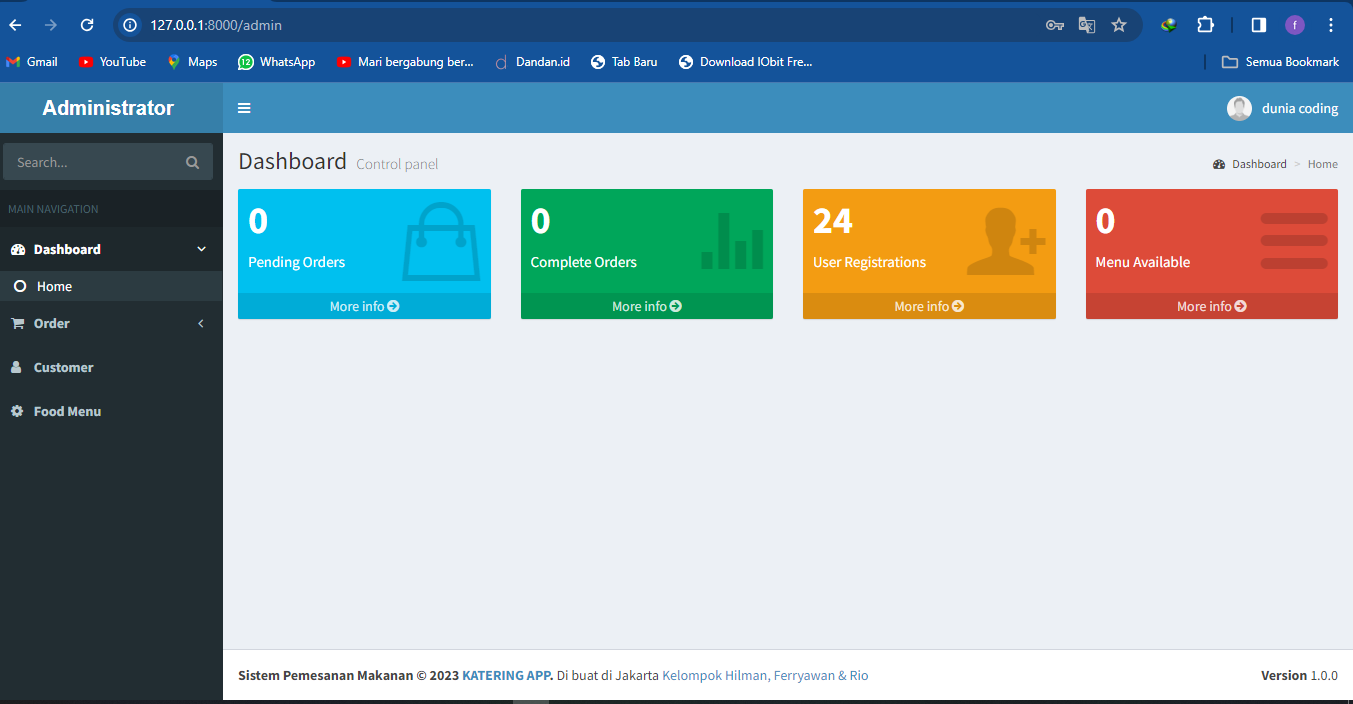 127.0.0.1:8000/admin
f
Gmail YouTube Maps 12 WhatsApp Mari bergabung ber... d Dandan.id Tab Baru Download IObit Fre... Semua Bookmark
Administrator
dunia coding
Search...
MAIN NAVIGATION
Dashboard
Home
Order
Customer
Food Menu
Dashboard Control panel
Dashboard > Home
0
Pending Orders
More info
0
Complete Orders
More info
24
User Registrations
More info
0
Menu Available
More info
Sistem Pemesanan Makanan © 2023 KATERING APP. Di buat di Jakarta Kelompok Hilman, Ferryawan & Rio
Version 1.0.0